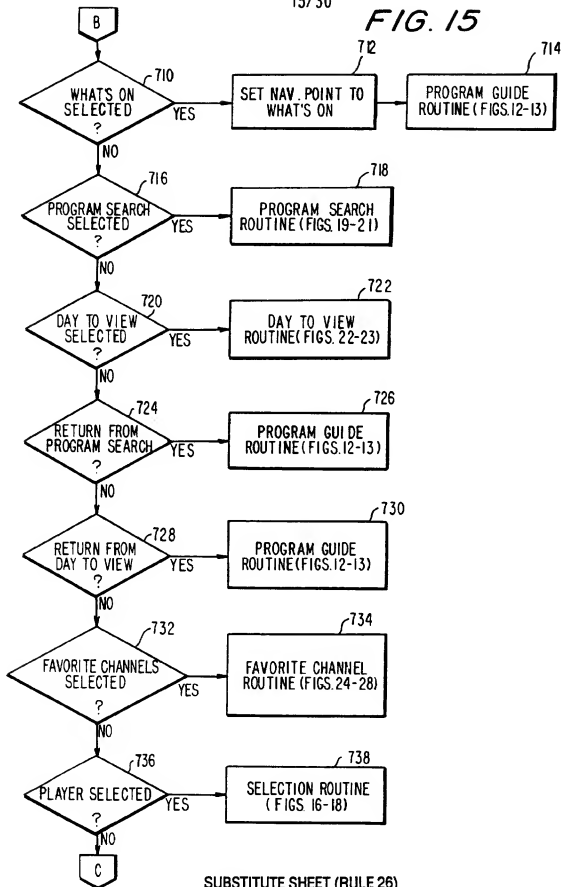 15/30
FIG. 15
B
710
WHAT'S ON
SELECTED
?
YES
NO
712
SET NAV. POINT TO
WHAT'S ON
714
PROGRAM GUIDE
ROUTINE (FIGS.12-13)
716
PROGRAM SEARCH
SELECTED
?
YES
NO
718
PROGRAM SEARCH
ROUTINE (FIGS. 19-21)
720
DAY TO VIEW
SELECTED
?
YES
NO
722
DAY TO VIEW
ROUTINE (FIGS. 22-23)
724
RETURN FROM
PROGRAM SEARCH
?
YES
NO
726
PROGRAM GUIDE
ROUTINE (FIGS.12-13)
728
RETURN FROM
DAY TO VIEW
?
YES
NO
730
PROGRAM GUIDE
ROUTINE (FIGS.12-13)
732
FAVORITE CHANNELS
SELECTED
?
YES
NO
734
FAVORITE CHANNEL
ROUTINE (FIGS.24-28)
736
PLAYER SELECTED
?
YES
NO
738
SELECTION ROUTINE
(FIGS. 16-18)
C
SUBSTITUTE SHEET (RULE 26)